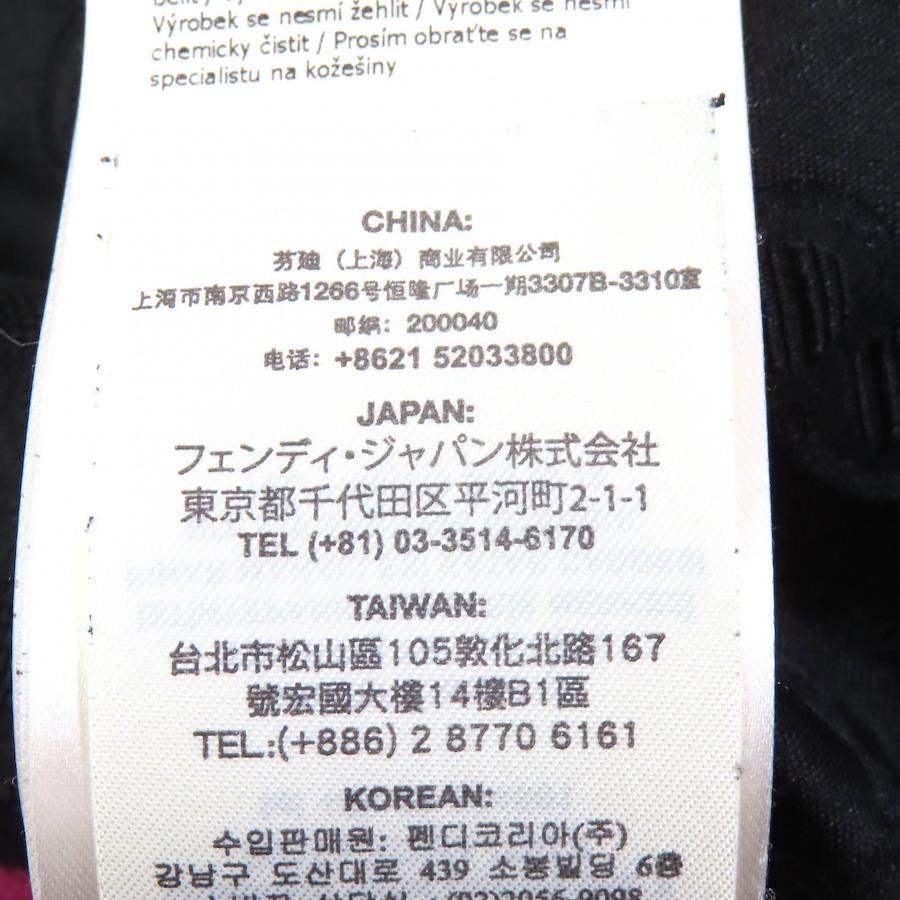 Výrobek se nesmí žehlit / Výrobek se nesmí
chemicky čistit / Prosím obraťte se na
specialistu na kožešiny
CHINA:
芬迪（上海）商业有限公司
上海市南京西路1266号恒隆广场一期3307B-3310室
邮编：200040
电话：+8621 52033800
JAPAN:
フェンディ・ジャパン株式会社
東京都千代田区平河町2-1-1
TEL (+81) 03-3514-6170
TAIWAN:
台北市松山區105敦化北路167
號宏國大樓14樓B1區
TEL:(+886) 2 8770 6161
KOREAN:
수입판매원: 펜디코리아(주)
강남구 도산대로 439 소봉빌딩 6층
(02)2056-9098